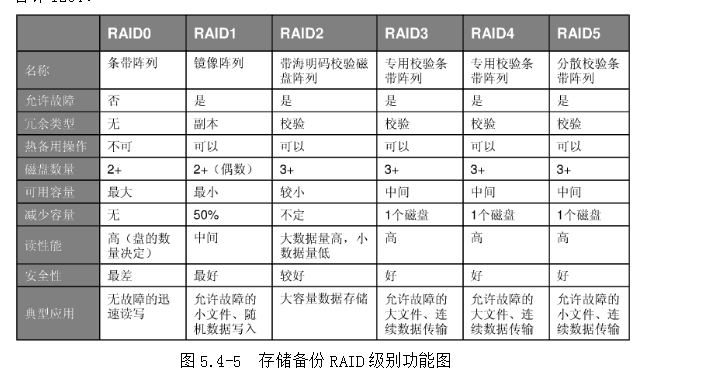 RAID0 RAID1 RAID2 RAID3 RAID4 RAID5
名称 条带阵列 镜像阵列 带海明码校验磁 专用校验条 专用校验条 分散校验条
盘阵列 带阵列 带阵列 带阵列
允许故障 否 是 是 是 是 是
冗余类型 无 副本 校验 校验 校验 校验
热备用操作 不可 可以 可以 可以 可以 可以
磁盘数量 2+ 2+（偶数） 3+ 3+ 3+ 3+
可用容量 最大 最小 较小 中间 中间 中间
减少容量 无 50% 不定 1个磁盘 1个磁盘 1个磁盘
读性能 高（盘的数 中间 大数据量高，小 高 高 高
量决定） 数据量低
安全性 最差 最好 较好 好 好 好
典型应用 无故障的迅 允许故障的 大容量数据存储 允许故障的 允许故障的 允许故障的
速读写 小文件、随 大文件、连 大文件、连 小文件、连
机数据写入 续数据传输 续数据传输 续数据传输
图 5.4-5 存储备份 RAID 级别功能图